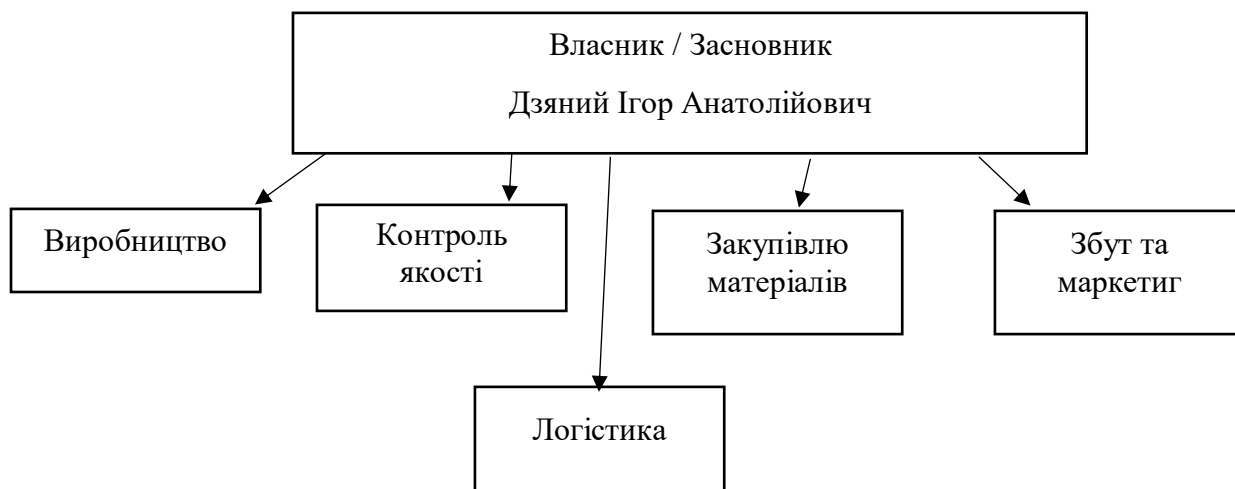 Власник / Засновник
Дзяний Ігор Анатолійович
Виробництво
Контроль
якості
Закупівлю
матеріалів
Збут та
маркетиг
Логістика